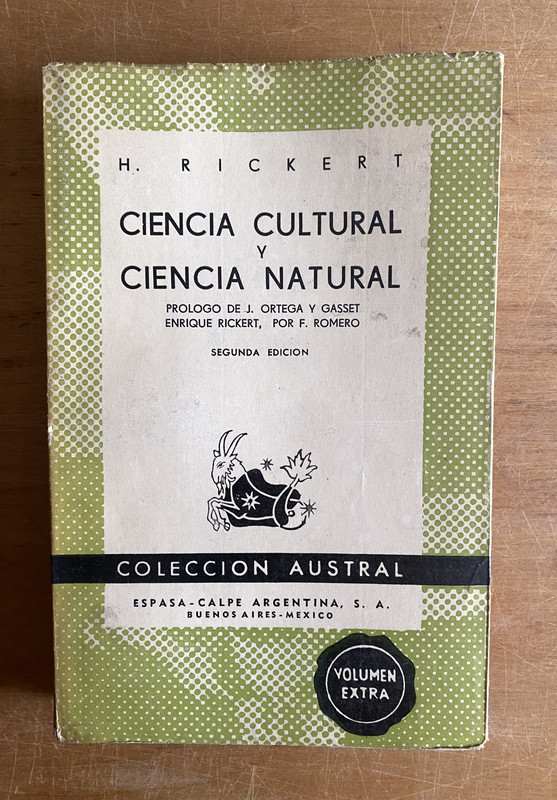 H. RICKERT
CIENCIA CULTURAL
Y
CIENCIA NATURAL
PROLOGO DE J. ORTEGA Y GASSET
ENRIQUE RICKERT, POR F. ROMERO
SEGUNDA EDICION
COLECCION AUSTRAL
ESPASA-CALPE ARGENTINA, S. A.
BUENOS AIRES-MEXICO
VOLUMEN
EXTRA